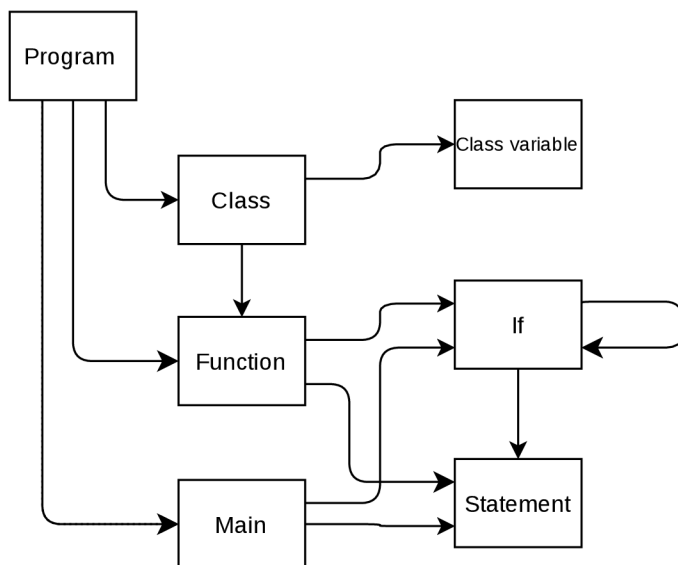 Program
Class variable
Class
Function
If
Main
Statement